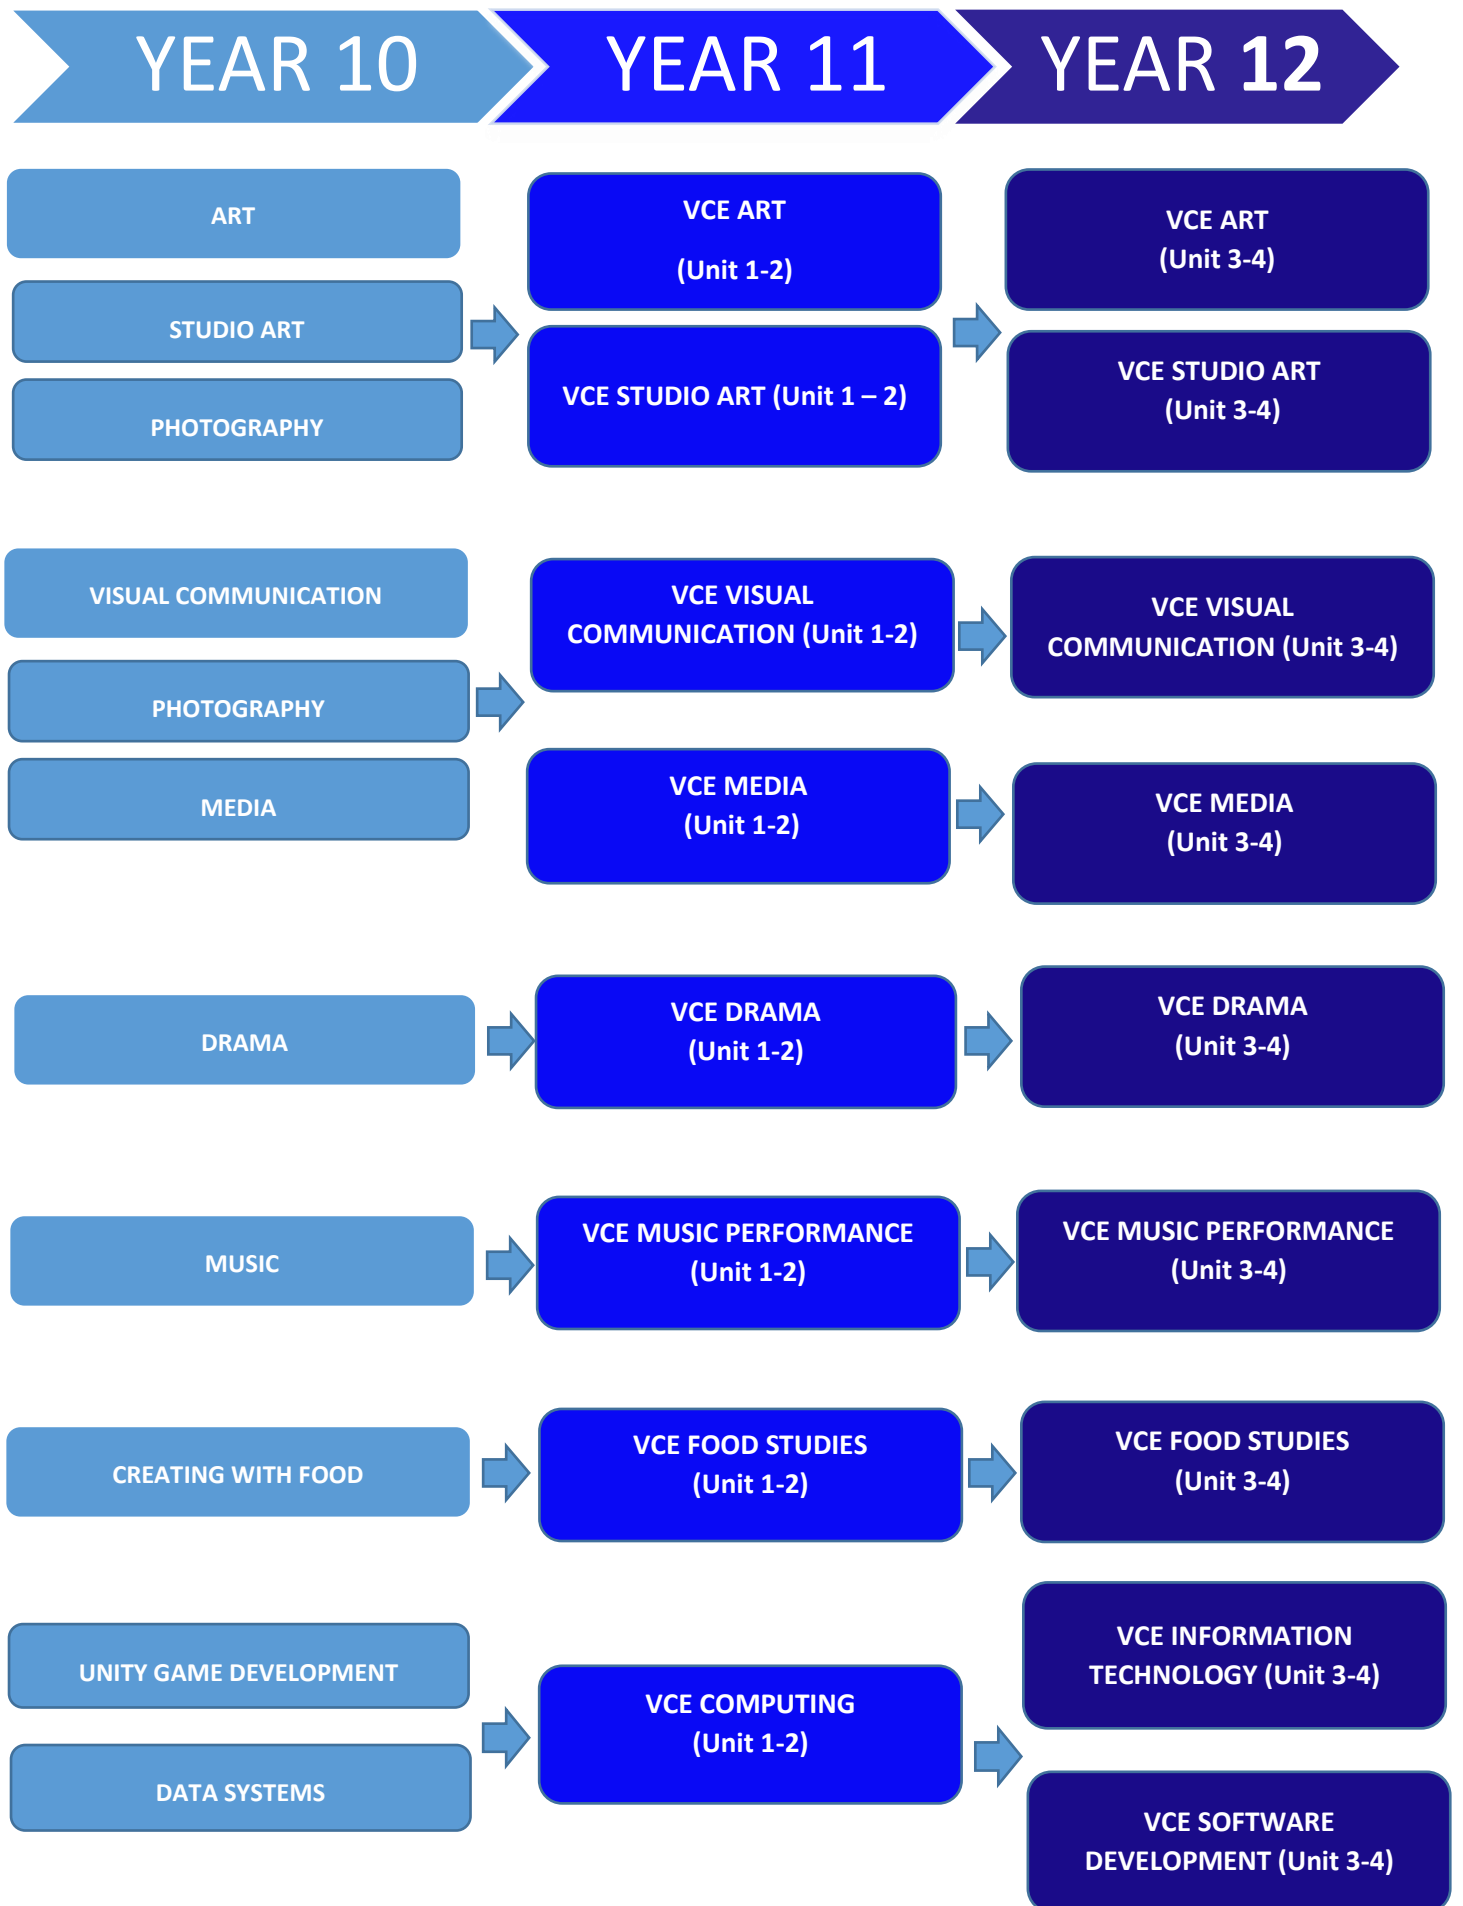 YEAR 10
YEAR 11
YEAR 12
ART
STUDIO ART
PHOTOGRAPHY
VCE ART
(Unit 1-2)
VCE STUDIO ART (Unit 1 – 2)
VCE ART
(Unit 3-4)
VCE STUDIO ART
(Unit 3-4)
VISUAL COMMUNICATION
PHOTOGRAPHY
MEDIA
VCE VISUAL
COMMUNICATION (Unit 1-2)
VCE MEDIA
(Unit 1-2)
VCE VISUAL
COMMUNICATION (Unit 3-4)
VCE MEDIA
(Unit 3-4)
DRAMA
VCE DRAMA
(Unit 1-2)
VCE DRAMA
(Unit 3-4)
MUSIC
VCE MUSIC PERFORMANCE
(Unit 1-2)
VCE MUSIC PERFORMANCE
(Unit 3-4)
CREATING WITH FOOD
VCE FOOD STUDIES
(Unit 1-2)
VCE FOOD STUDIES
(Unit 3-4)
UNITY GAME DEVELOPMENT
DATA SYSTEMS
VCE COMPUTING
(Unit 1-2)
VCE INFORMATION
TECHNOLOGY (Unit 3-4)
VCE SOFTWARE
DEVELOPMENT (Unit 3-4)